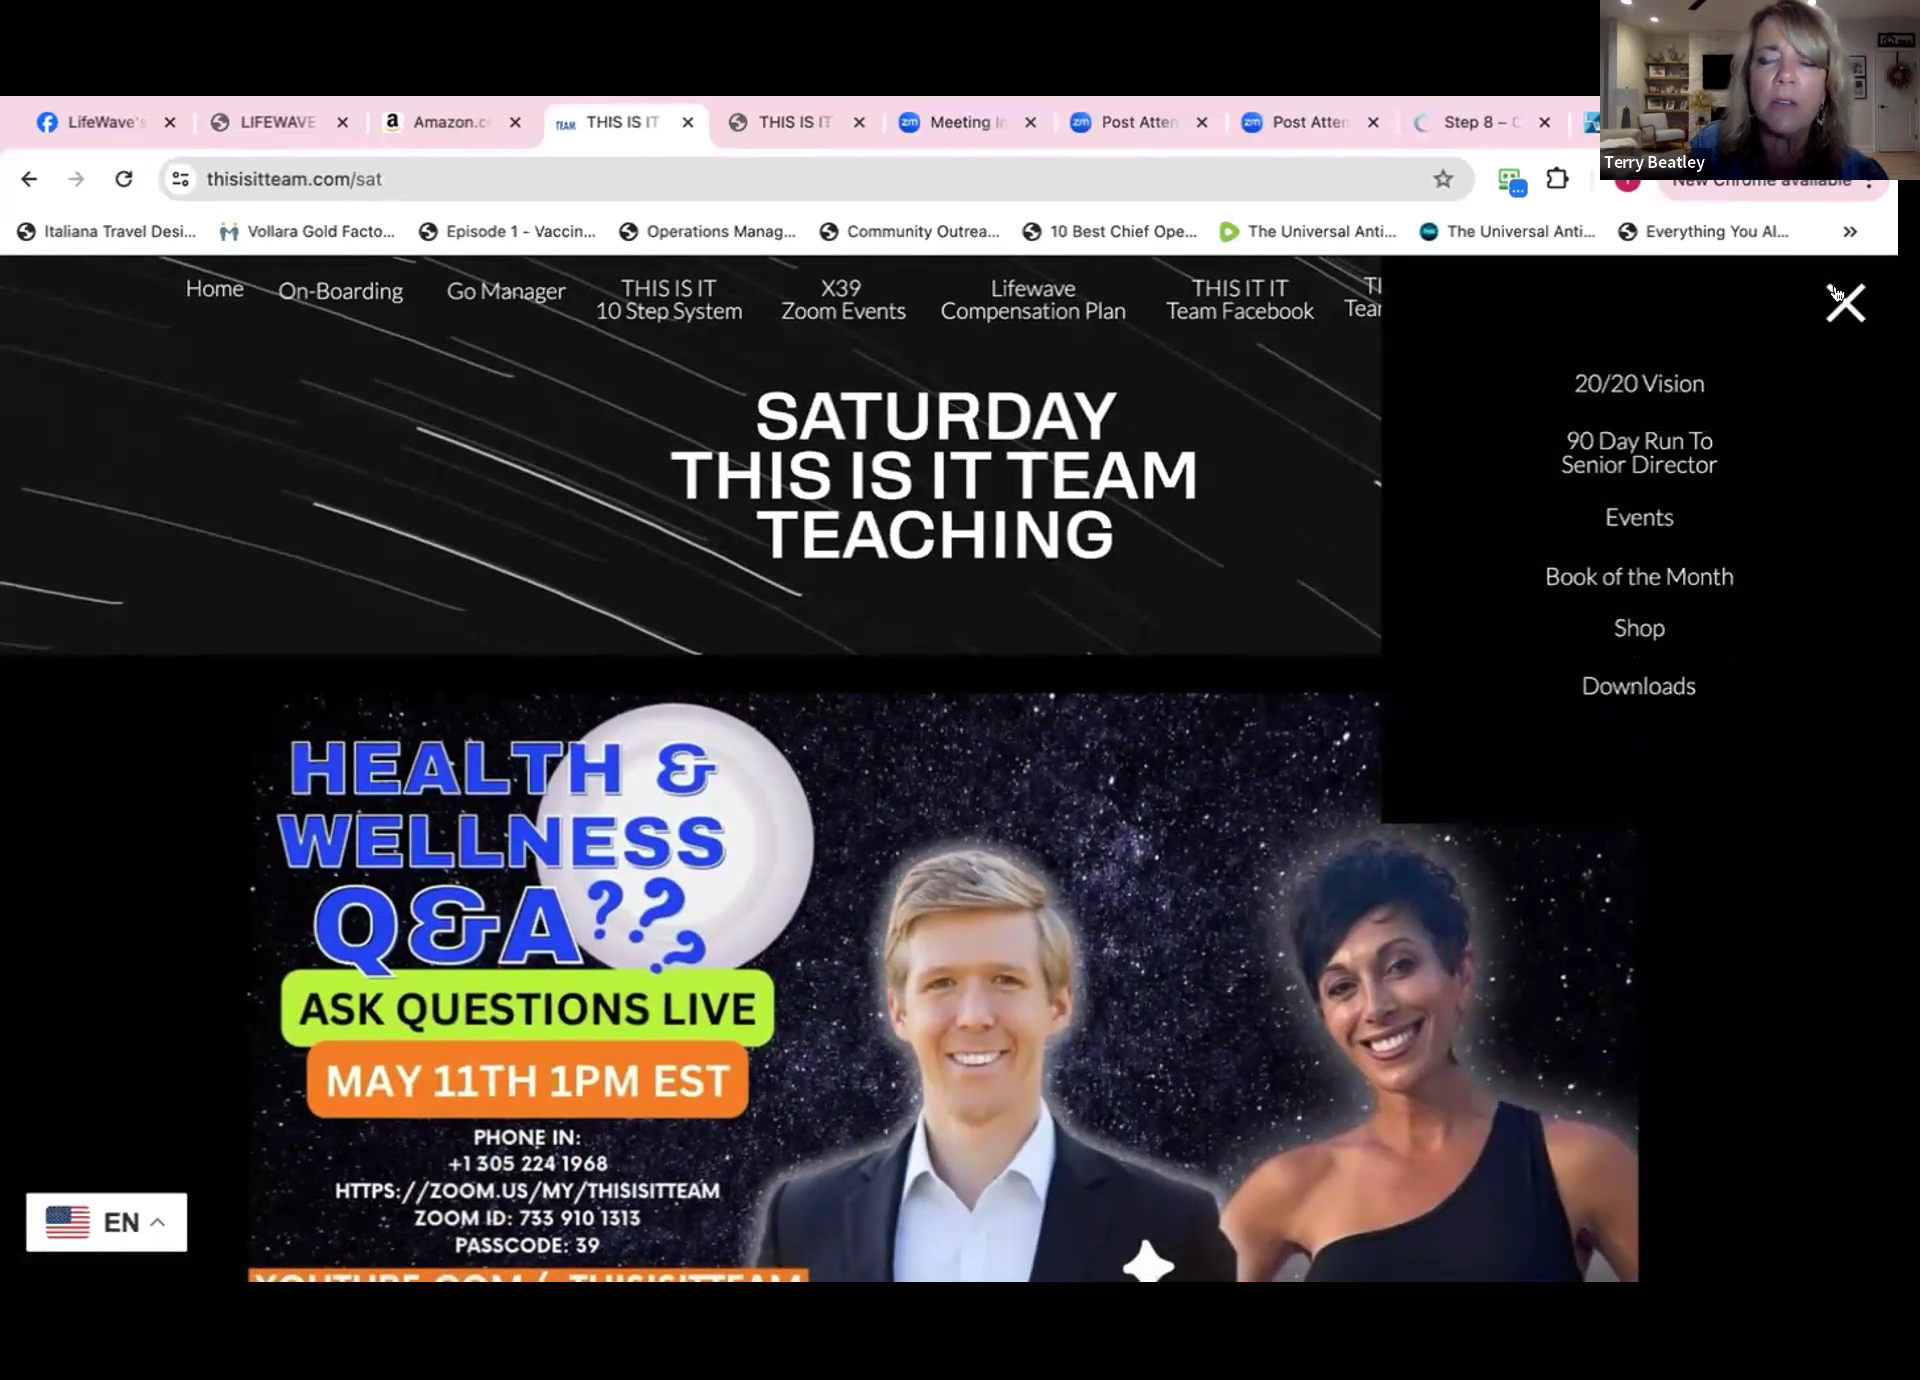 LifeWave's
LIFEWAVE
Amazon.c
TEAM
THIS IS IT
THIS IT
Meeting I
Post Atten
Post Atten
Step 8 – C
Terry Beatley
thisisitteam.com/sat
New Chrome available
Italiana Travel Desi...
Vollara Gold Facto...
Episode 1 - Vaccin...
Operations Manag...
Community Outrea...
10 Best Chief Ope...
The Universal Anti...
The Universal Anti...
Everything You Al...
Home
On-Boarding
Go Manager
THIS IS IT
10 Step System
X39
Zoom Events
Lifewave
Compensation Plan
THIS IT IT
Team Facebook
20/20 Vision
90 Day Run To
Senior Director
Events
Book of the Month
Shop
Downloads
SATURDAY
THIS IS IT TEAM
TEACHING
HEALTH &
WELLNESS
Q&A???
ASK QUESTIONS LIVE
MAY 11TH 1PM EST
PHONE IN:
+1 305 224 1968
HTTPS://ZOOM.US/MY/THISISITTEAM
ZOOM ID: 733 910 1313
PASSCODE: 39
EN